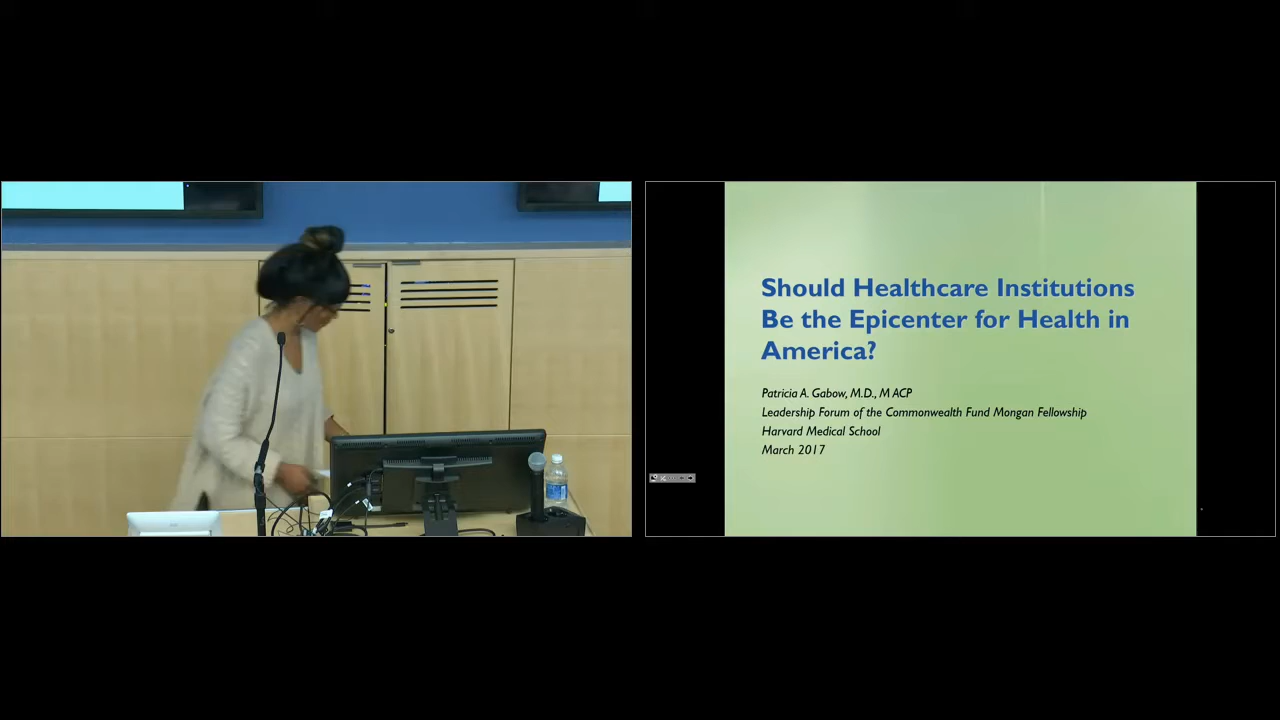 Should Healthcare Institutions
Be the Epicenter for Health in
America?
Patricia A. Gabow, M.D., M ACP
Leadership Forum of the Commonwealth Fund Mongan Fellowship
Harvard Medical School
March 2017